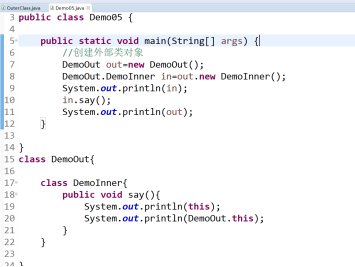 OuterClass.java Demo05.java
3 public class Demo05 {
4
5 public static void main(String[] args) {
6 //创建外部类对象
7 DemoOut out=new DemoOut();
8 DemoOut.DemoInner in=out.new DemoInner();
9 System.out.println(in);
10 in.say();
11 System.out.println(out);
12 }
13
14 }
15 class DemoOut{
16
17 class DemoInner{
18 public void say(){
19 System.out.println(this);
20 System.out.println(DemoOut.this);
21 }
22 }
23
24 }